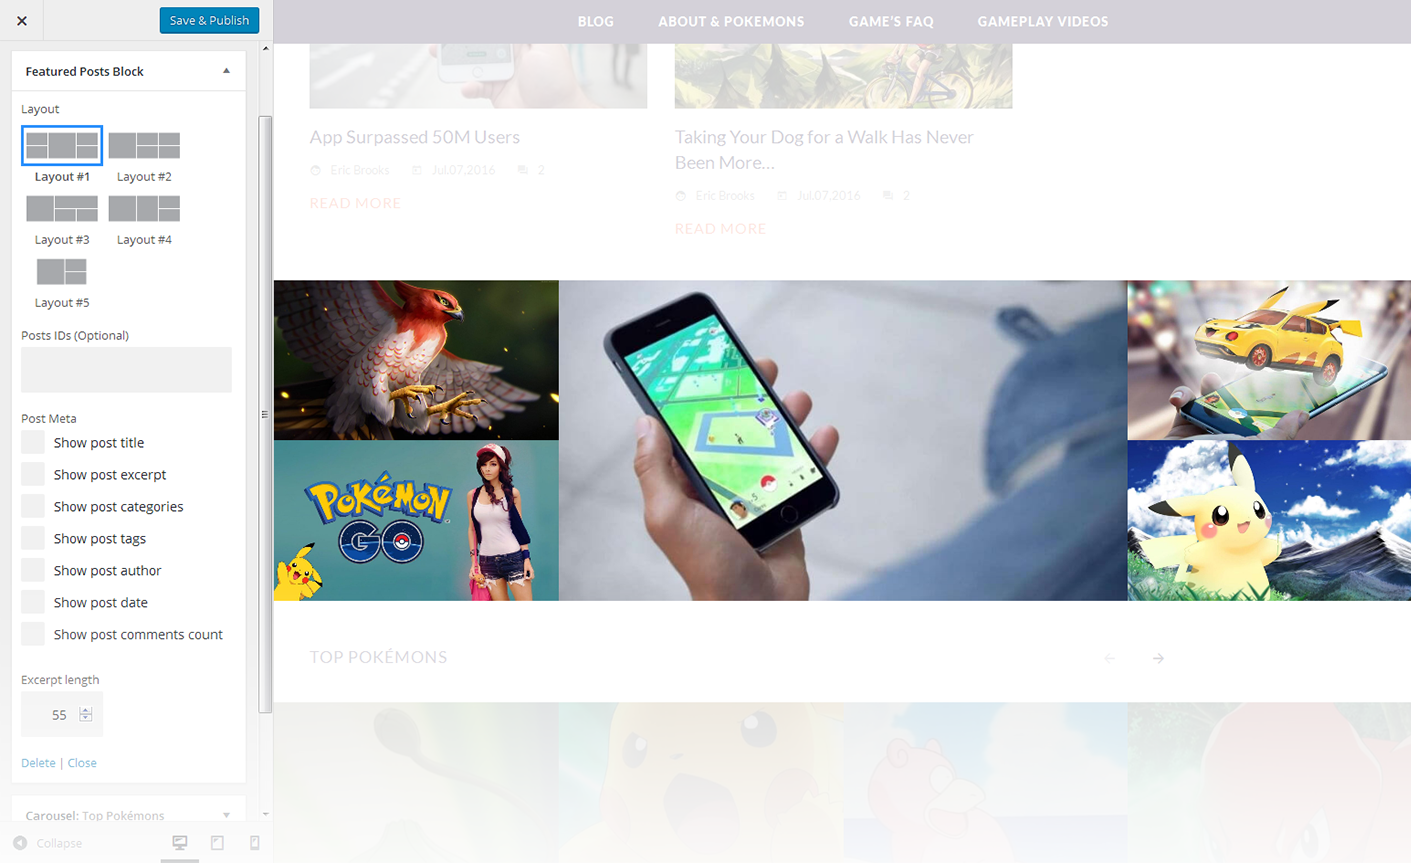 Save & Publish
BLOG
ABOUT & POKEMONS
GAME'S FAQ
GAMEPLAY VIDEOS
Featured Posts Block
Layout
Layout #1
Layout #2
Layout #3
Layout #4
Layout #5
Posts IDs (Optional)
Post Meta
Show post title
Show post excerpt
Show post categories
Show post tags
Show post author
Show post date
Show post comments count
Excerpt length
55
Delete | Close
Carousel: Top Pokémons
Collapse
App Surpassed 50M Users
Eric Brooks
Jul.07,2016
2
READ MORE
Taking Your Dog for a Walk Has Never
Been More...
Eric Brooks
Jul.07,2016
2
READ MORE
POKéMON
GO
TOP POKÉMONS